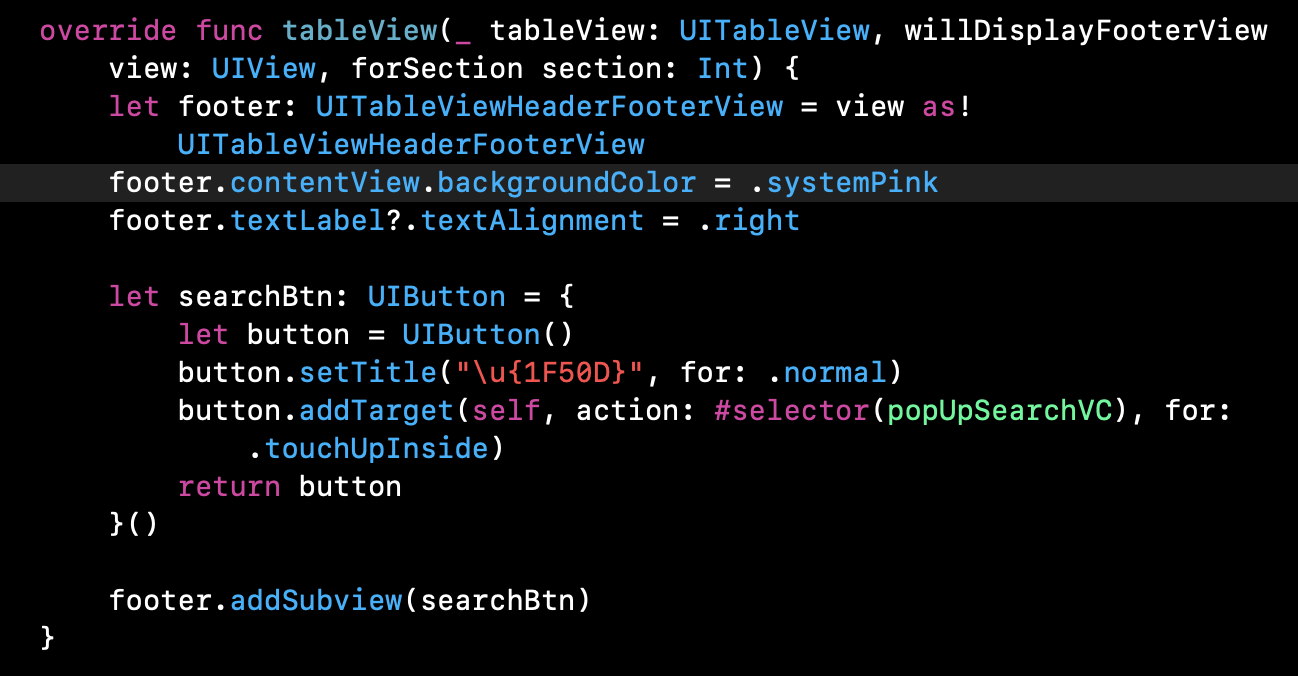 override func tableView(_ tableView: UITableView, willDisplayFooterView
view: UIView, forSection section: Int) {
let footer: UITableViewHeaderFooterView = view as!
UITableViewHeaderFooterView
footer.contentView.backgroundColor = .systemPink
footer.textLabel?.textAlignment = .right
let searchBtn: UIButton = {
let button = UIButton()
button.setTitle("\u{1F50D}", for: .normal)
button.addTarget(self, action: #selector(popUpSearchVC), for:
.touchUpInside)
return button
}()
footer.addSubview(searchBtn)
}